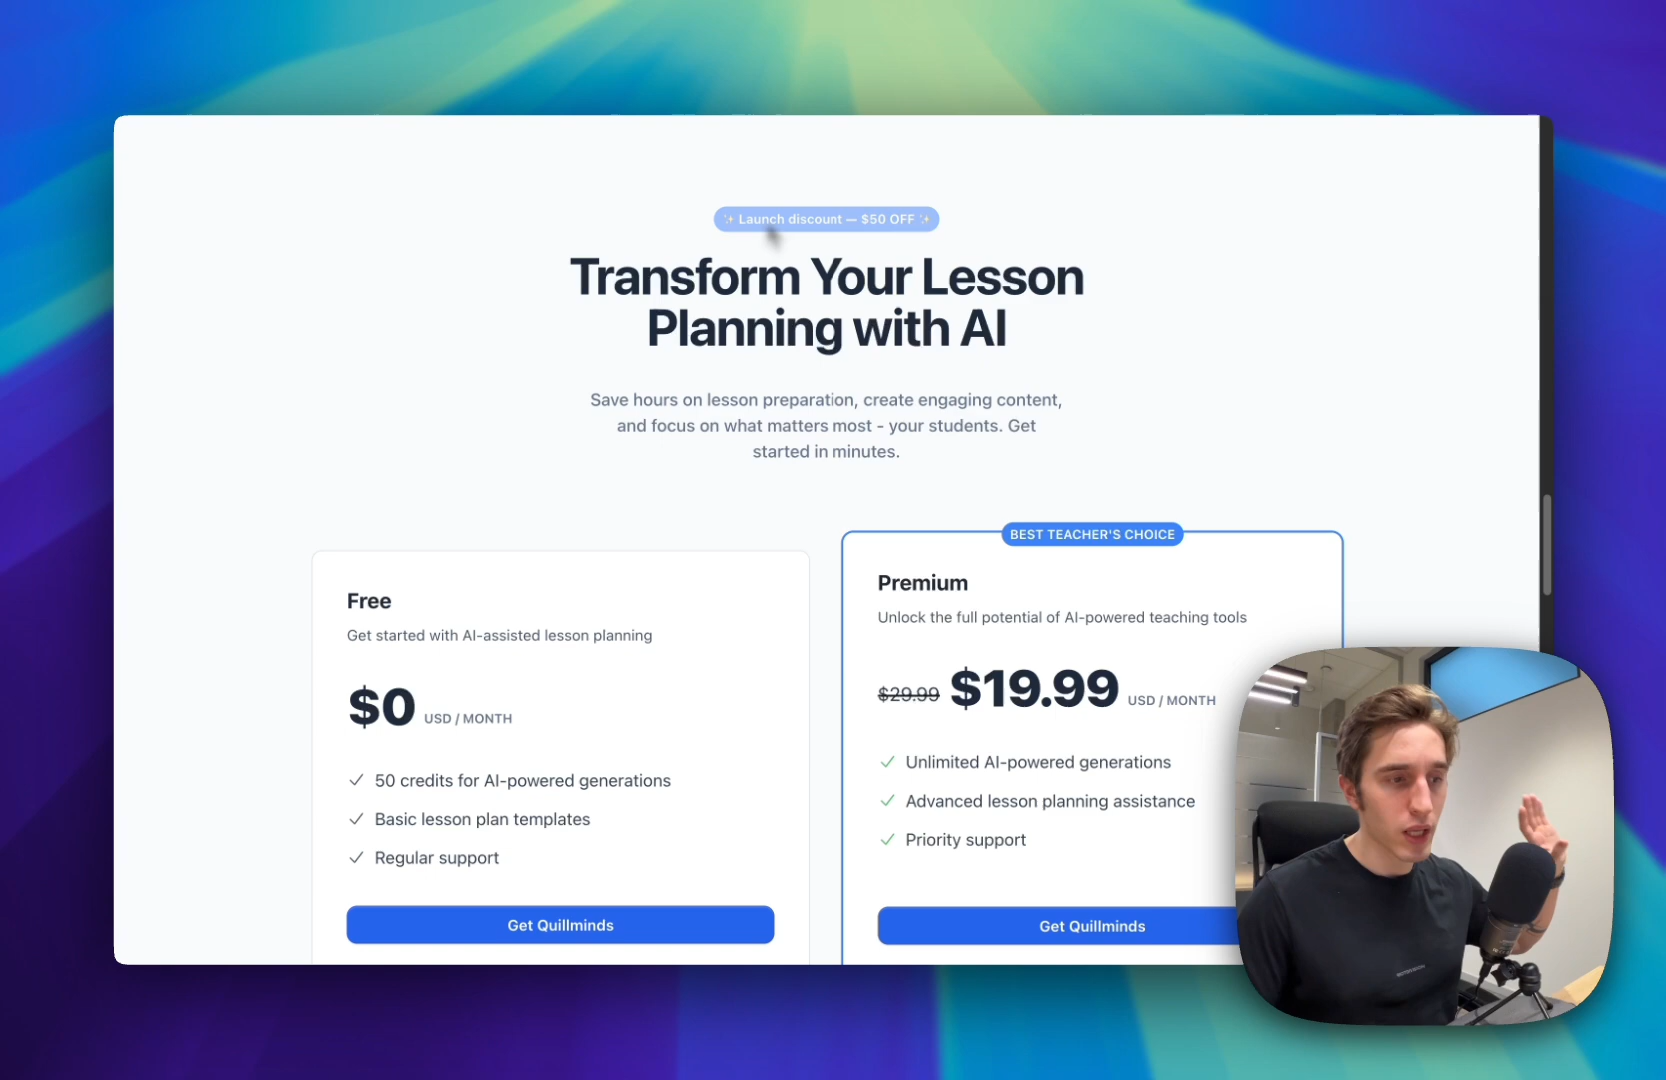 ✨ Launch discount — $50 OFF ✨
Transform Your Lesson
Planning with AI
Save hours on lesson preparation, create engaging content,
and focus on what matters most - your students. Get
started in minutes.
Free
Get started with AI-assisted lesson planning
$0 USD / MONTH
50 credits for AI-powered generations
Basic lesson plan templates
Regular support
Get Quillminds
BEST TEACHER'S CHOICE
Premium
Unlock the full potential of AI-powered teaching tools
$29.99 $19.99 USD / MONTH
Unlimited AI-powered generations
Advanced lesson planning assistance
Priority support
Get Quillminds